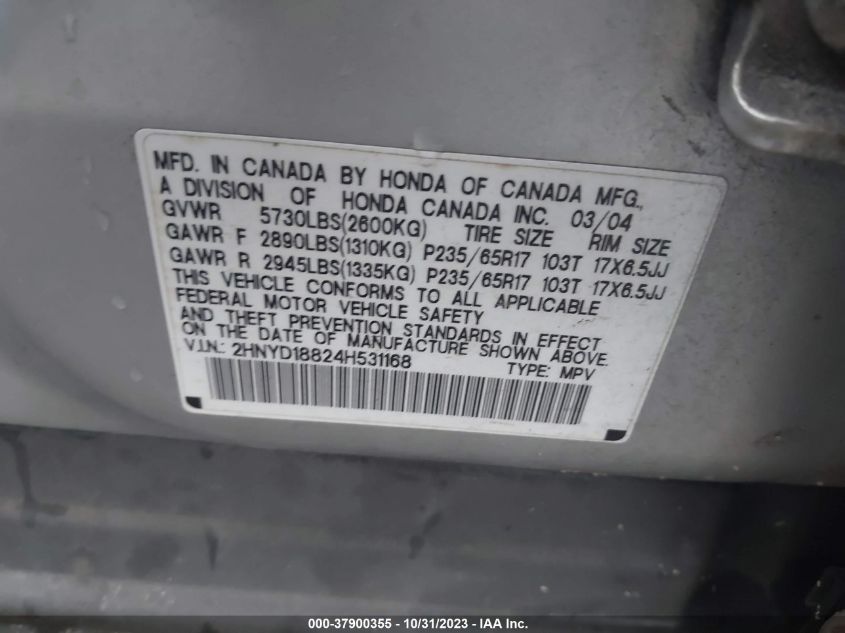 MFD. IN CANADA BY HONDA OF CANADA MFG.,
A DIVISION OF HONDA CANADA INC. 03/04
GVWR 5730LBS(2600KG) TIRE SIZE RIM SIZE
GAWR F 2890LBS(1310KG) P235/65R17 103T 17X6.5JJ
GAWR R 2945LBS(1335KG) P235/65R17 103T 17X6.5JJ
THIS VEHICLE CONFORMS TO ALL APPLICABLE
FEDERAL MOTOR VEHICLE SAFETY
AND THEFT PREVENTION STANDARDS IN EFFECT
ON THE DATE OF MANUFACTURE SHOWN ABOVE.
V.I.N.: 2HNYD18824H531168 TYPE: MPV
000-37900355 - 10/31/2023 - IAA Inc.